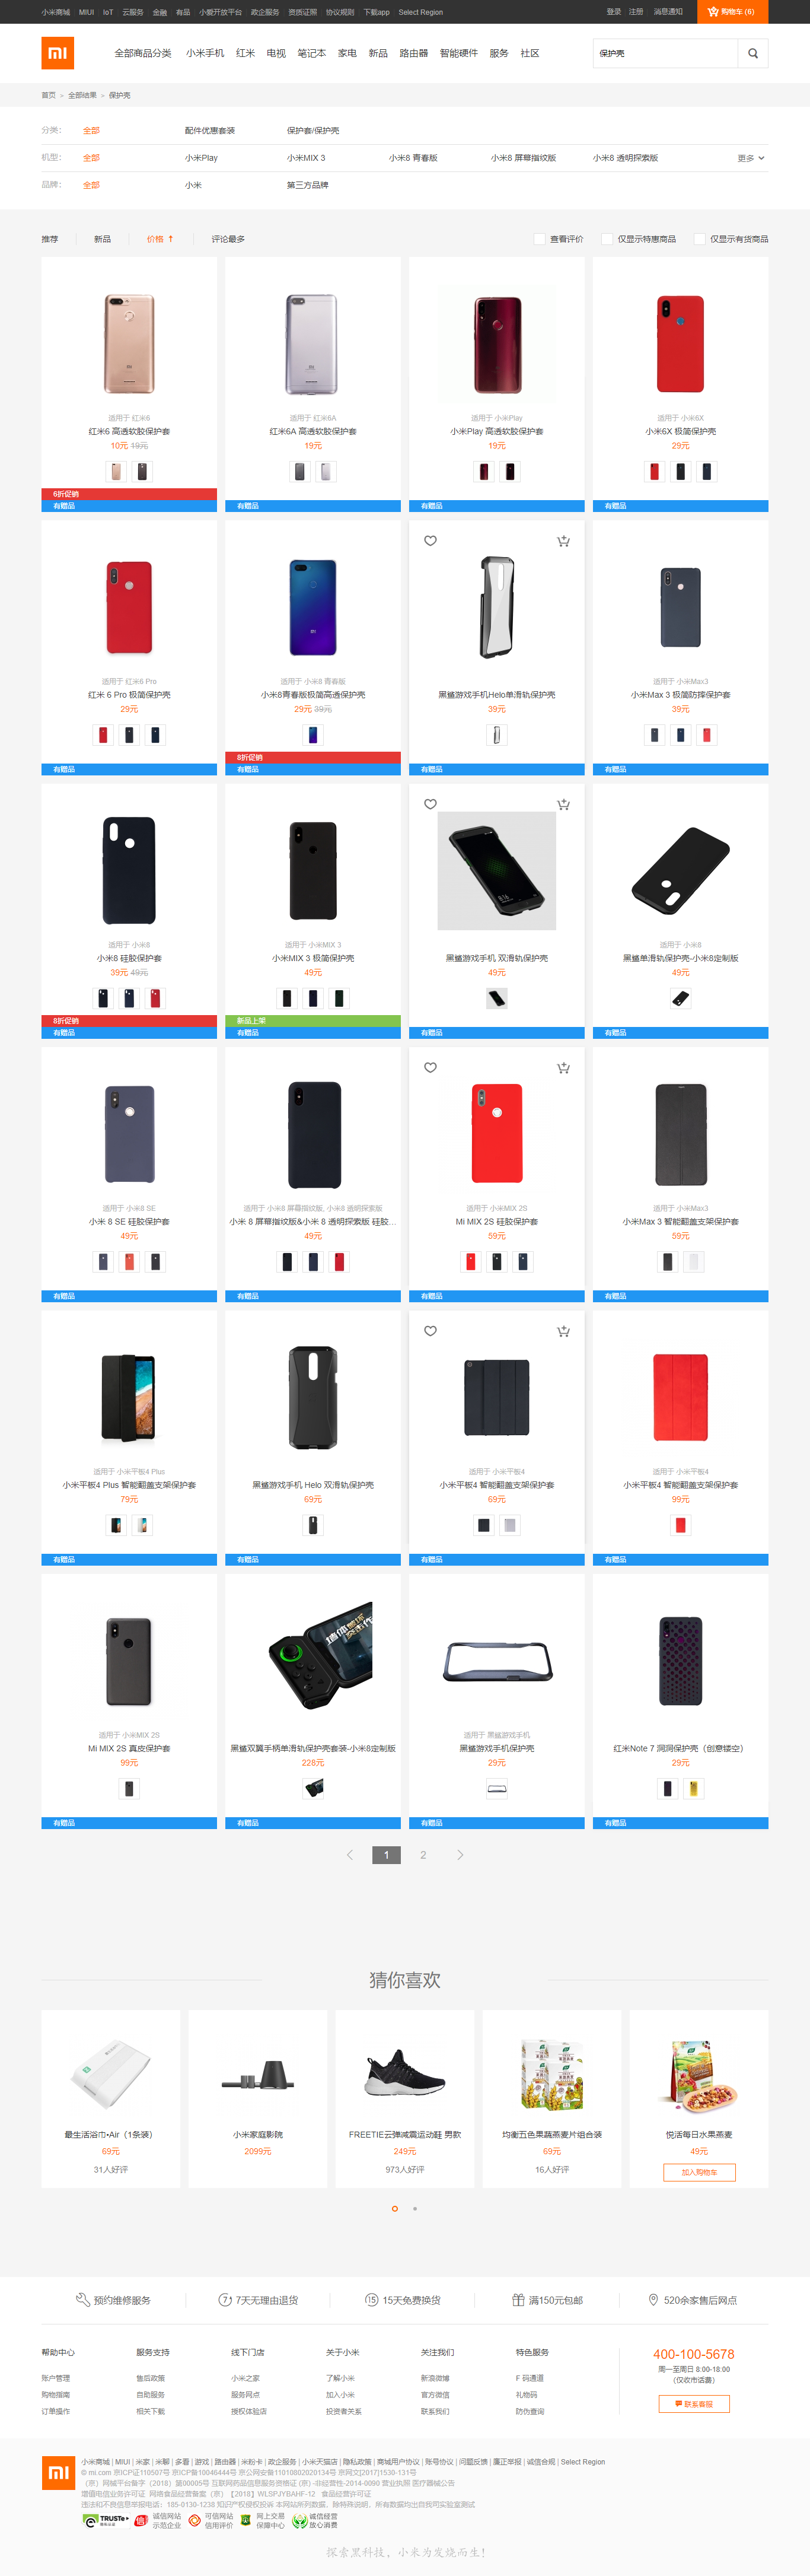 小米商城 MIUI IoT 云服务 金融 有品 小爱开放平台 政企服务 资质证照 协议规则 下载app Select Region 登录 注册 消息通知 购物车 (6)
mi 全部商品分类 小米手机 红米 电视 笔记本 家电 新品 路由器 智能硬件 服务 社区 保护壳
首页 > 全部结果 > 保护壳
分类: 全部 配件优惠套装 保护套/保护壳
机型: 全部 小米Play 小米MIX 3 小米8 青春版 小米8 屏幕指纹版 小米8 透明探索版 更多
品牌: 全部 小米 第三方品牌
推荐 新品 价格 ↑ 评论最多 查看评价 仅显示特惠商品 仅显示有货商品
适用于 红米6 适用于 红米6A 适用于 小米Play 适用于 小米6X
红米6 高透软胶保护套 红米6A 高透软胶保护套 小米Play 高透软胶保护套 小米6X 极简保护壳
10元 19元 19元 19元 29元
6折促销
有赠品 有赠品 有赠品 有赠品
适用于 红米6 Pro 适用于 小米8 青春版 适用于 小米Max3
红米 6 Pro 极简保护壳 小米8青春版极简高透保护壳 黑鲨游戏手机Helo单滑轨保护壳 小米Max 3 极简防摔保护套
29元 29元 39元 39元 39元
8折促销
有赠品 有赠品 有赠品 有赠品
适用于 小米8 适用于 小米MIX 3 适用于 小米8
小米8 硅胶保护套 小米MIX 3 极简保护壳 黑鲨游戏手机 双滑轨保护壳 黑鲨单滑轨保护壳-小米8定制版
39元 49元 49元 49元 49元
8折促销 新品上架
有赠品 有赠品 有赠品 有赠品
适用于 小米8 SE 适用于 小米8 屏幕指纹版, 小米8 透明探索版 适用于 小米MIX 2S 适用于 小米Max3
小米 8 SE 硅胶保护套 小米 8 屏幕指纹版&小米 8 透明探索版 硅胶... Mi MIX 2S 硅胶保护套 小米Max 3 智能翻盖支架保护套
49元 49元 59元 59元
有赠品 有赠品 有赠品 有赠品
适用于 小米平板4 Plus 适用于 小米平板4 适用于 小米平板4
小米平板4 Plus 智能翻盖支架保护套 黑鲨游戏手机 Helo 双滑轨保护壳 小米平板4 智能翻盖支架保护套 小米平板4 智能翻盖支架保护套
79元 69元 69元 99元
有赠品 有赠品 有赠品 有赠品
适用于 小米MIX 2S 适用于 黑鲨游戏手机
Mi MIX 2S 真皮保护套 黑鲨双翼手柄单滑轨保护壳套装-小米8定制版 黑鲨游戏手机保护壳 红米Note 7 洞洞保护壳（创意镂空）
99元 228元 29元 29元
有赠品 有赠品 有赠品 有赠品
1 2
猜你喜欢
最生活浴巾•Air（1条装） 小米家庭影院 FREETIE云弹减震运动鞋 男款 均衡五色果蔬燕麦片组合装 悦活每日水果燕麦
69元 2099元 249元 69元 49元
31人好评 973人好评 16人好评 加入购物车
预约维修服务 7天无理由退货 15天免费换货 满150元包邮 520余家售后网点
帮助中心 服务支持 线下门店 关于小米 关注我们 特色服务 400-100-5678
账户管理 售后政策 小米之家 了解小米 新浪微博 F 码通道 周一至周日 8:00-18:00
购物指南 自助服务 服务网点 加入小米 官方微信 礼物码 （仅收市话费）
订单操作 相关下载 授权体验店 投资者关系 联系我们 防伪查询 联系客服
mi 小米商城 | MIUI | 米家 | 米聊 | 多看 | 游戏 | 路由器 | 米粉卡 | 政企服务 | 小米天猫店 | 隐私政策 | 商城用户协议 | 账号协议 | 问题反馈 | 廉正举报 | 诚信合规 | Select Region
© mi.com 京ICP证110507号 京ICP备10046444号 京公网安备11010802020134号 京网文[2017]1530-131号
（京）网械平台备字（2018）第00005号 互联网药品信息服务资格证 (京) -非经营性-2014-0090 营业执照 医疗器械公告
增值电信业务许可证 网络食品经营备案（京）【2018】WLSPJYBAHF-12 食品经营许可证
违法和不良信息举报电话：185-0130-1238 知识产权侵权投诉 本网站所列数据，除特殊说明，所有数据均出自我司实验室测试
TRUSTe 诚信网站 示范企业 可信网站 信用评价 网上交易 保障中心 诚信经营 放心消费
探索黑科技，小米为发烧而生！